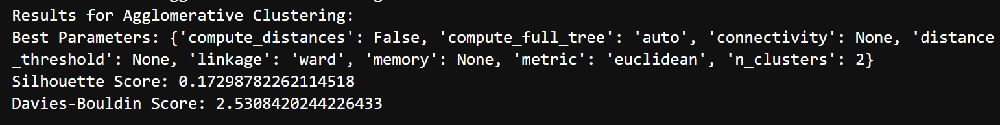 Results for Agglomerative Clustering:
Best Parameters: {'compute_distances': False, 'compute_full_tree': 'auto', 'connectivity': None, 'distance
_threshold': None, 'linkage': 'ward', 'memory': None, 'metric': 'euclidean', 'n_clusters': 2}
Silhouette Score: 0.17298782262114518
Davies-Bouldin Score: 2.5308420244226433